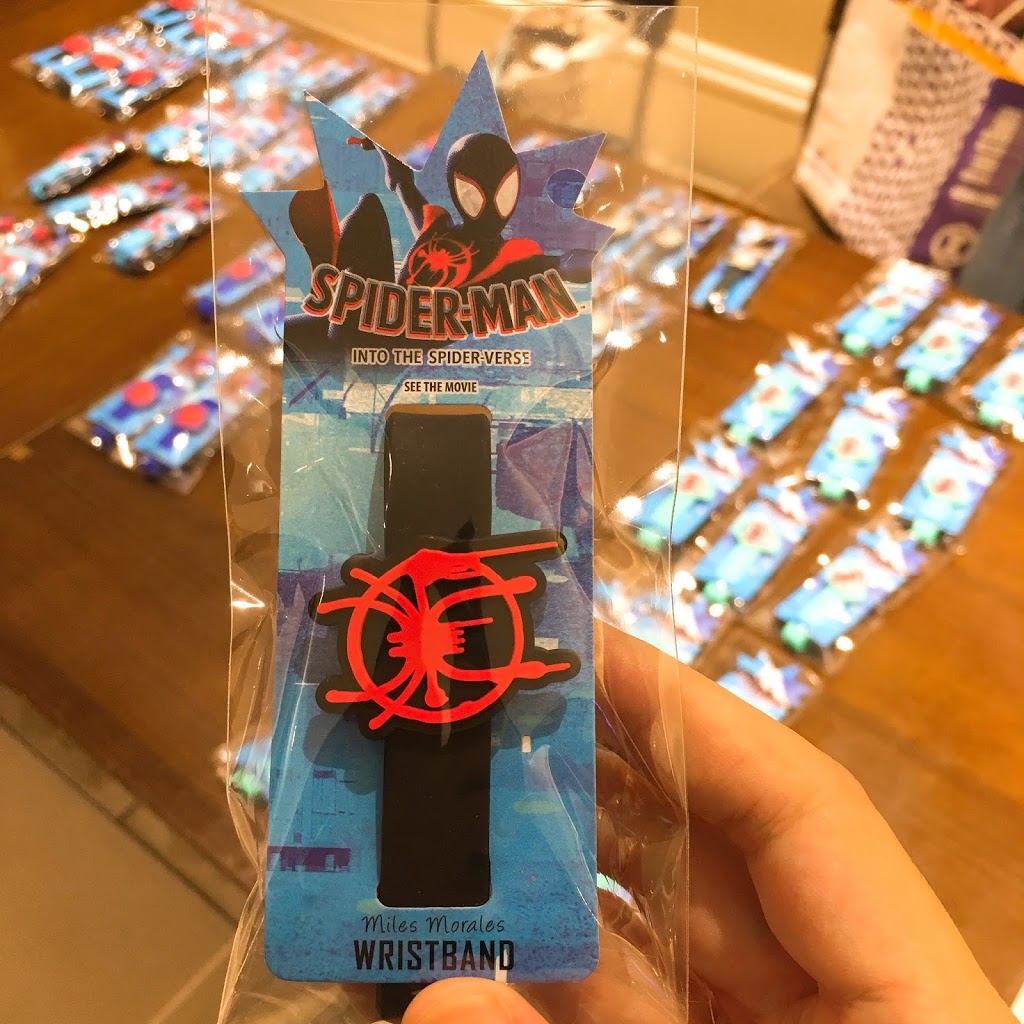 SPIDER-MAN
INTO THE SPIDER-VERSE
SEE THE MOVIE
Miles Morales
WRISTBAND